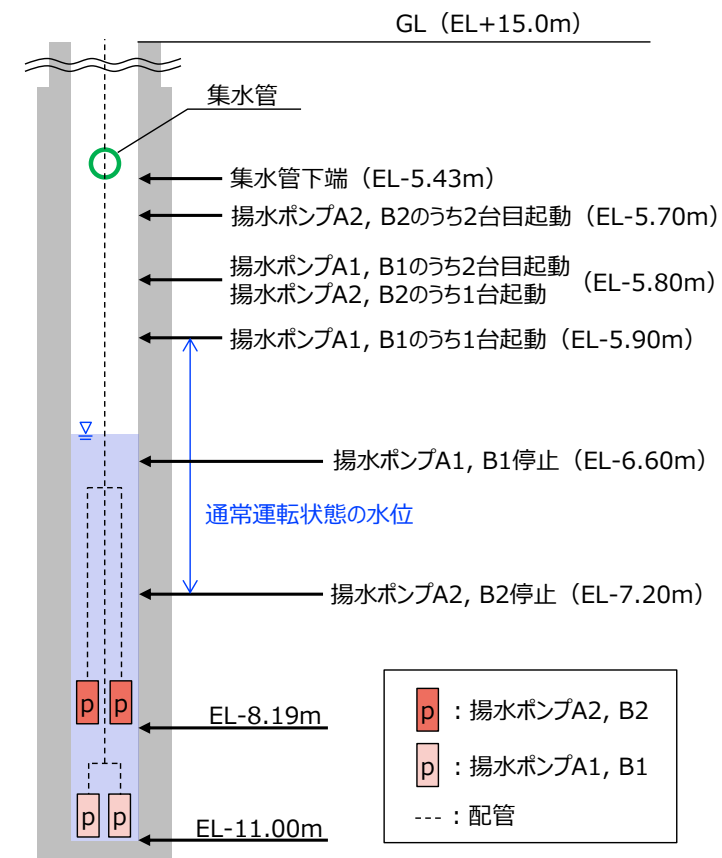 GL（EL+15.0m）
集水管
集水管下端（EL-5.43m）
揚水ポンプA2, B2のうち2台目起動（EL-5.70m）
揚水ポンプA1, B1のうち2台目起動
揚水ポンプA2, B2のうち1台起動
（EL-5.80m）
揚水ポンプA1, B1のうち1台起動（EL-5.90m）
揚水ポンプA1, B1停止（EL-6.60m）
通常運転状態の水位
揚水ポンプA2, B2停止（EL-7.20m）
p p
EL-8.19m
p p
EL-11.00m
p：揚水ポンプA2, B2
p：揚水ポンプA1, B1
---：配管